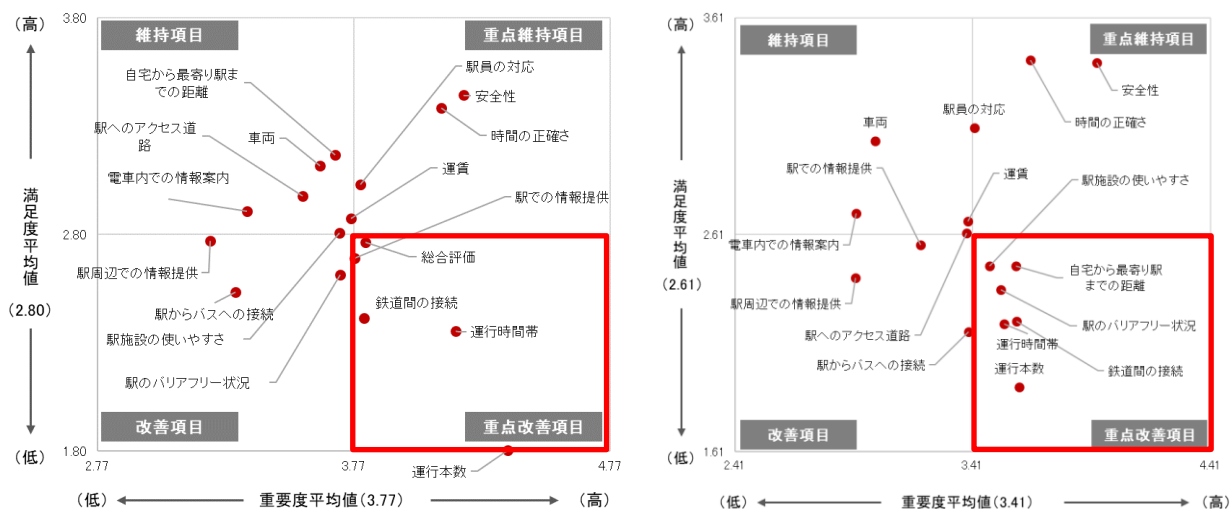 (高)
3.80
維持項目
重点維持項目
自宅から最寄り駅ま
での距離
駅員の対応
安全性
時間の正確さ
駅へのアクセス道
路
車両
電車内での情報案内
運賃
駅での情報提供
満足度平均値
(2.80)
2.80
総合評価
駅周辺での情報提供
駅からバスへの接続
鉄道間の接続
運行時間帯
駅施設の使いやすさ
駅のバリアフリー状況
改善項目
重点改善項目
運行本数
(低)
1.80
2.77
3.77
4.77
(低)
重要度平均値(3.77)
(高)
(高)
3.61
維持項目
重点維持項目
安全性
駅員の対応
車両
時間の正確さ
駅での情報提供
運賃
駅施設の使いやすさ
満足度平均値
(2.61)
2.61
電車内での情報案内
自宅から最寄り駅
までの距離
駅周辺での情報提供
駅のバリアフリー状況
駅へのアクセス道路
運行時間帯
駅からバスへの接続
運行本数
鉄道間の接続
改善項目
重点改善項目
(低)
1.61
2.41
3.41
4.41
(低)
重要度平均値(3.41)
(高)